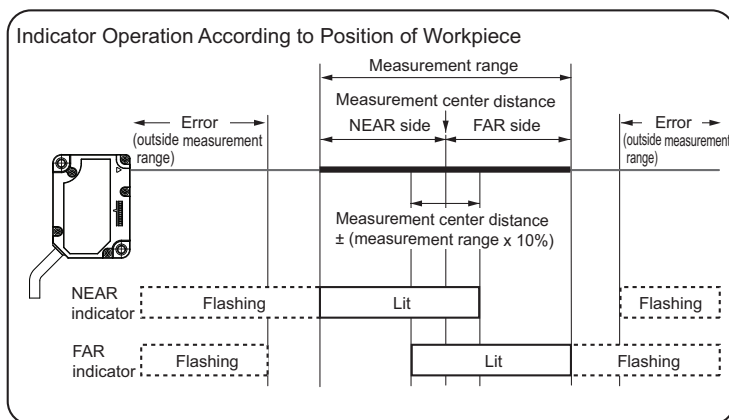 Indicator Operation According to Position of Workpiece
Measurement range
Measurement center distance
Error
(outside measurement
range)
NEAR side
FAR side
Error
(outside measurement
range)
Measurement center distance
± (measurement range x 10%)
NEAR
indicator
Flashing
Lit
Flashing
FAR
indicator
Flashing
Lit
Flashing